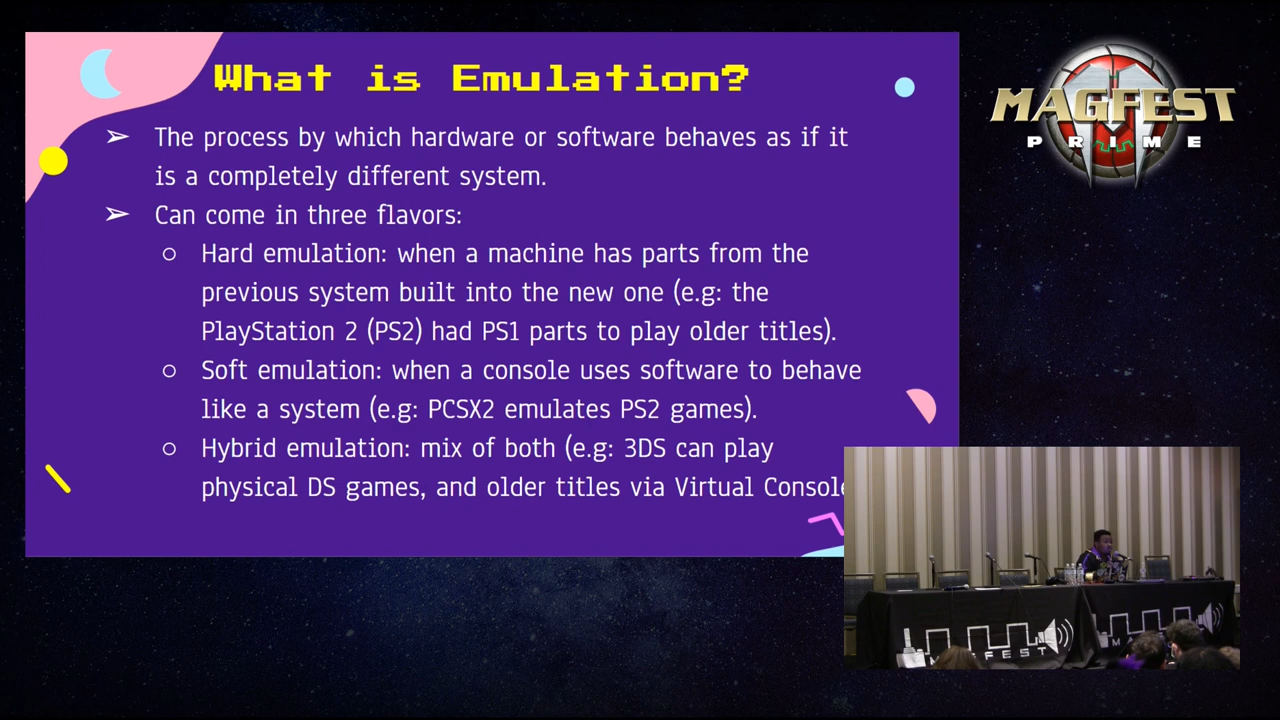 What is Emulation?
➢ The process by which hardware or software behaves as if it
is a completely different system.
➢ Can come in three flavors:
○ Hard emulation: when a machine has parts from the
previous system built into the new one (e.g: the
PlayStation 2 (PS2) had PS1 parts to play older titles).
○ Soft emulation: when a console uses software to behave
like a system (e.g: PCSX2 emulates PS2 games).
○ Hybrid emulation: mix of both (e.g: 3DS can play
physical DS games, and older titles via Virtual Console
MAGFEST
PRIME
MAGFEST